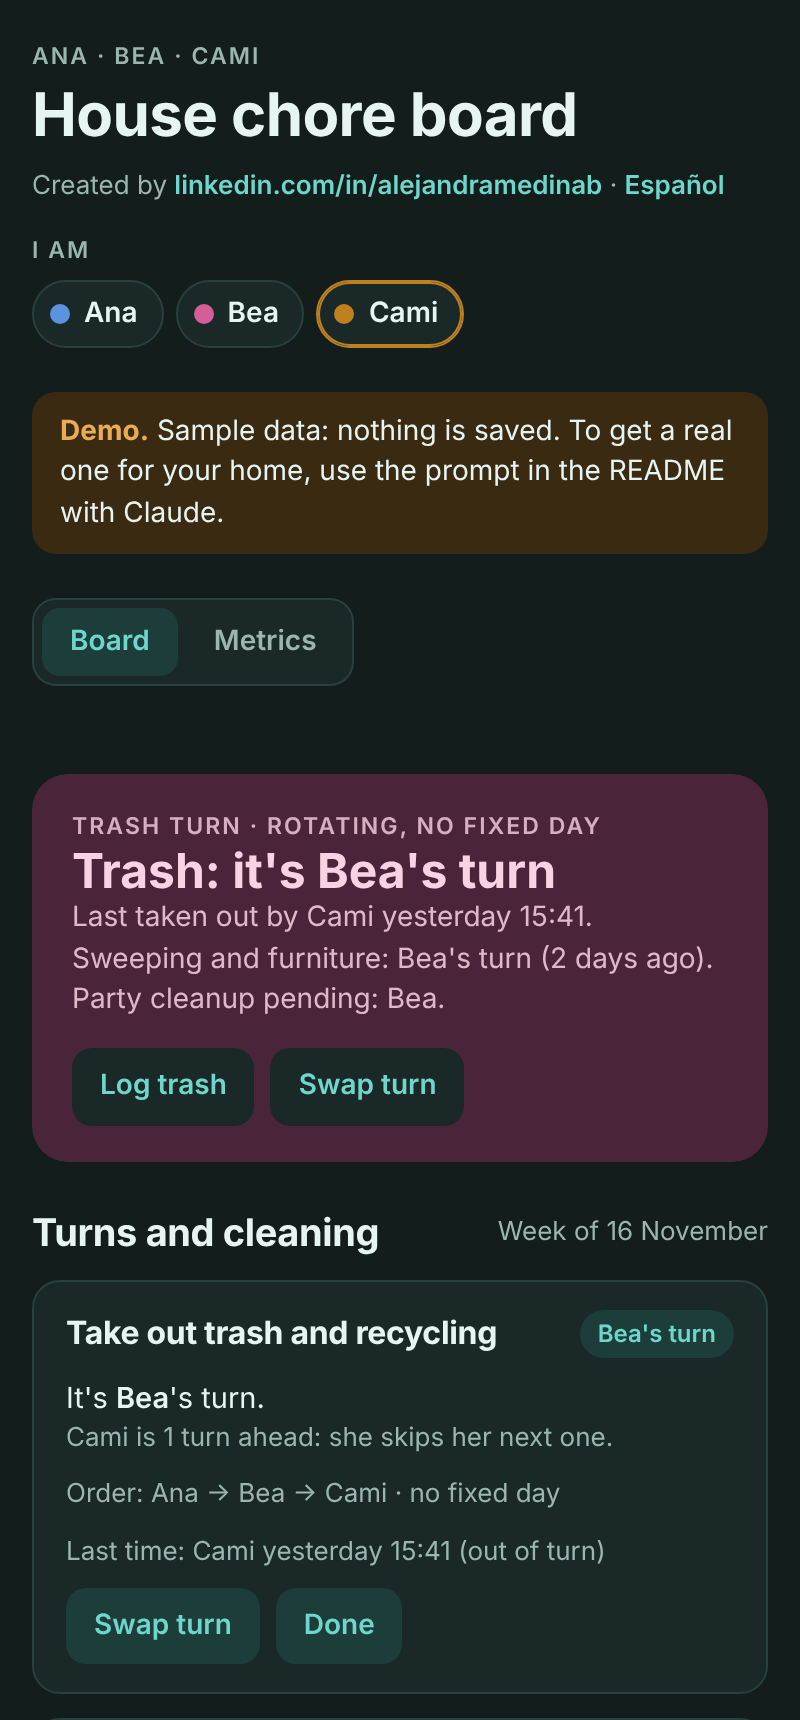 ANA · BEA · CAMI
House chore board
Created by linkedin.com/in/alejandramedinab · Español
I AM
Ana Bea Cami
Demo. Sample data: nothing is saved. To get a real
one for your home, use the prompt in the README
with Claude.
Board Metrics
TRASH TURN · ROTATING, NO FIXED DAY
Trash: it's Bea's turn
Last taken out by Cami yesterday 15:41.
Sweeping and furniture: Bea's turn (2 days ago).
Party cleanup pending: Bea.
Log trash Swap turn
Turns and cleaning Week of 16 November
Take out trash and recycling Bea's turn
It's Bea's turn.
Cami is 1 turn ahead: she skips her next one.
Order: Ana → Bea → Cami · no fixed day
Last time: Cami yesterday 15:41 (out of turn)
Swap turn Done